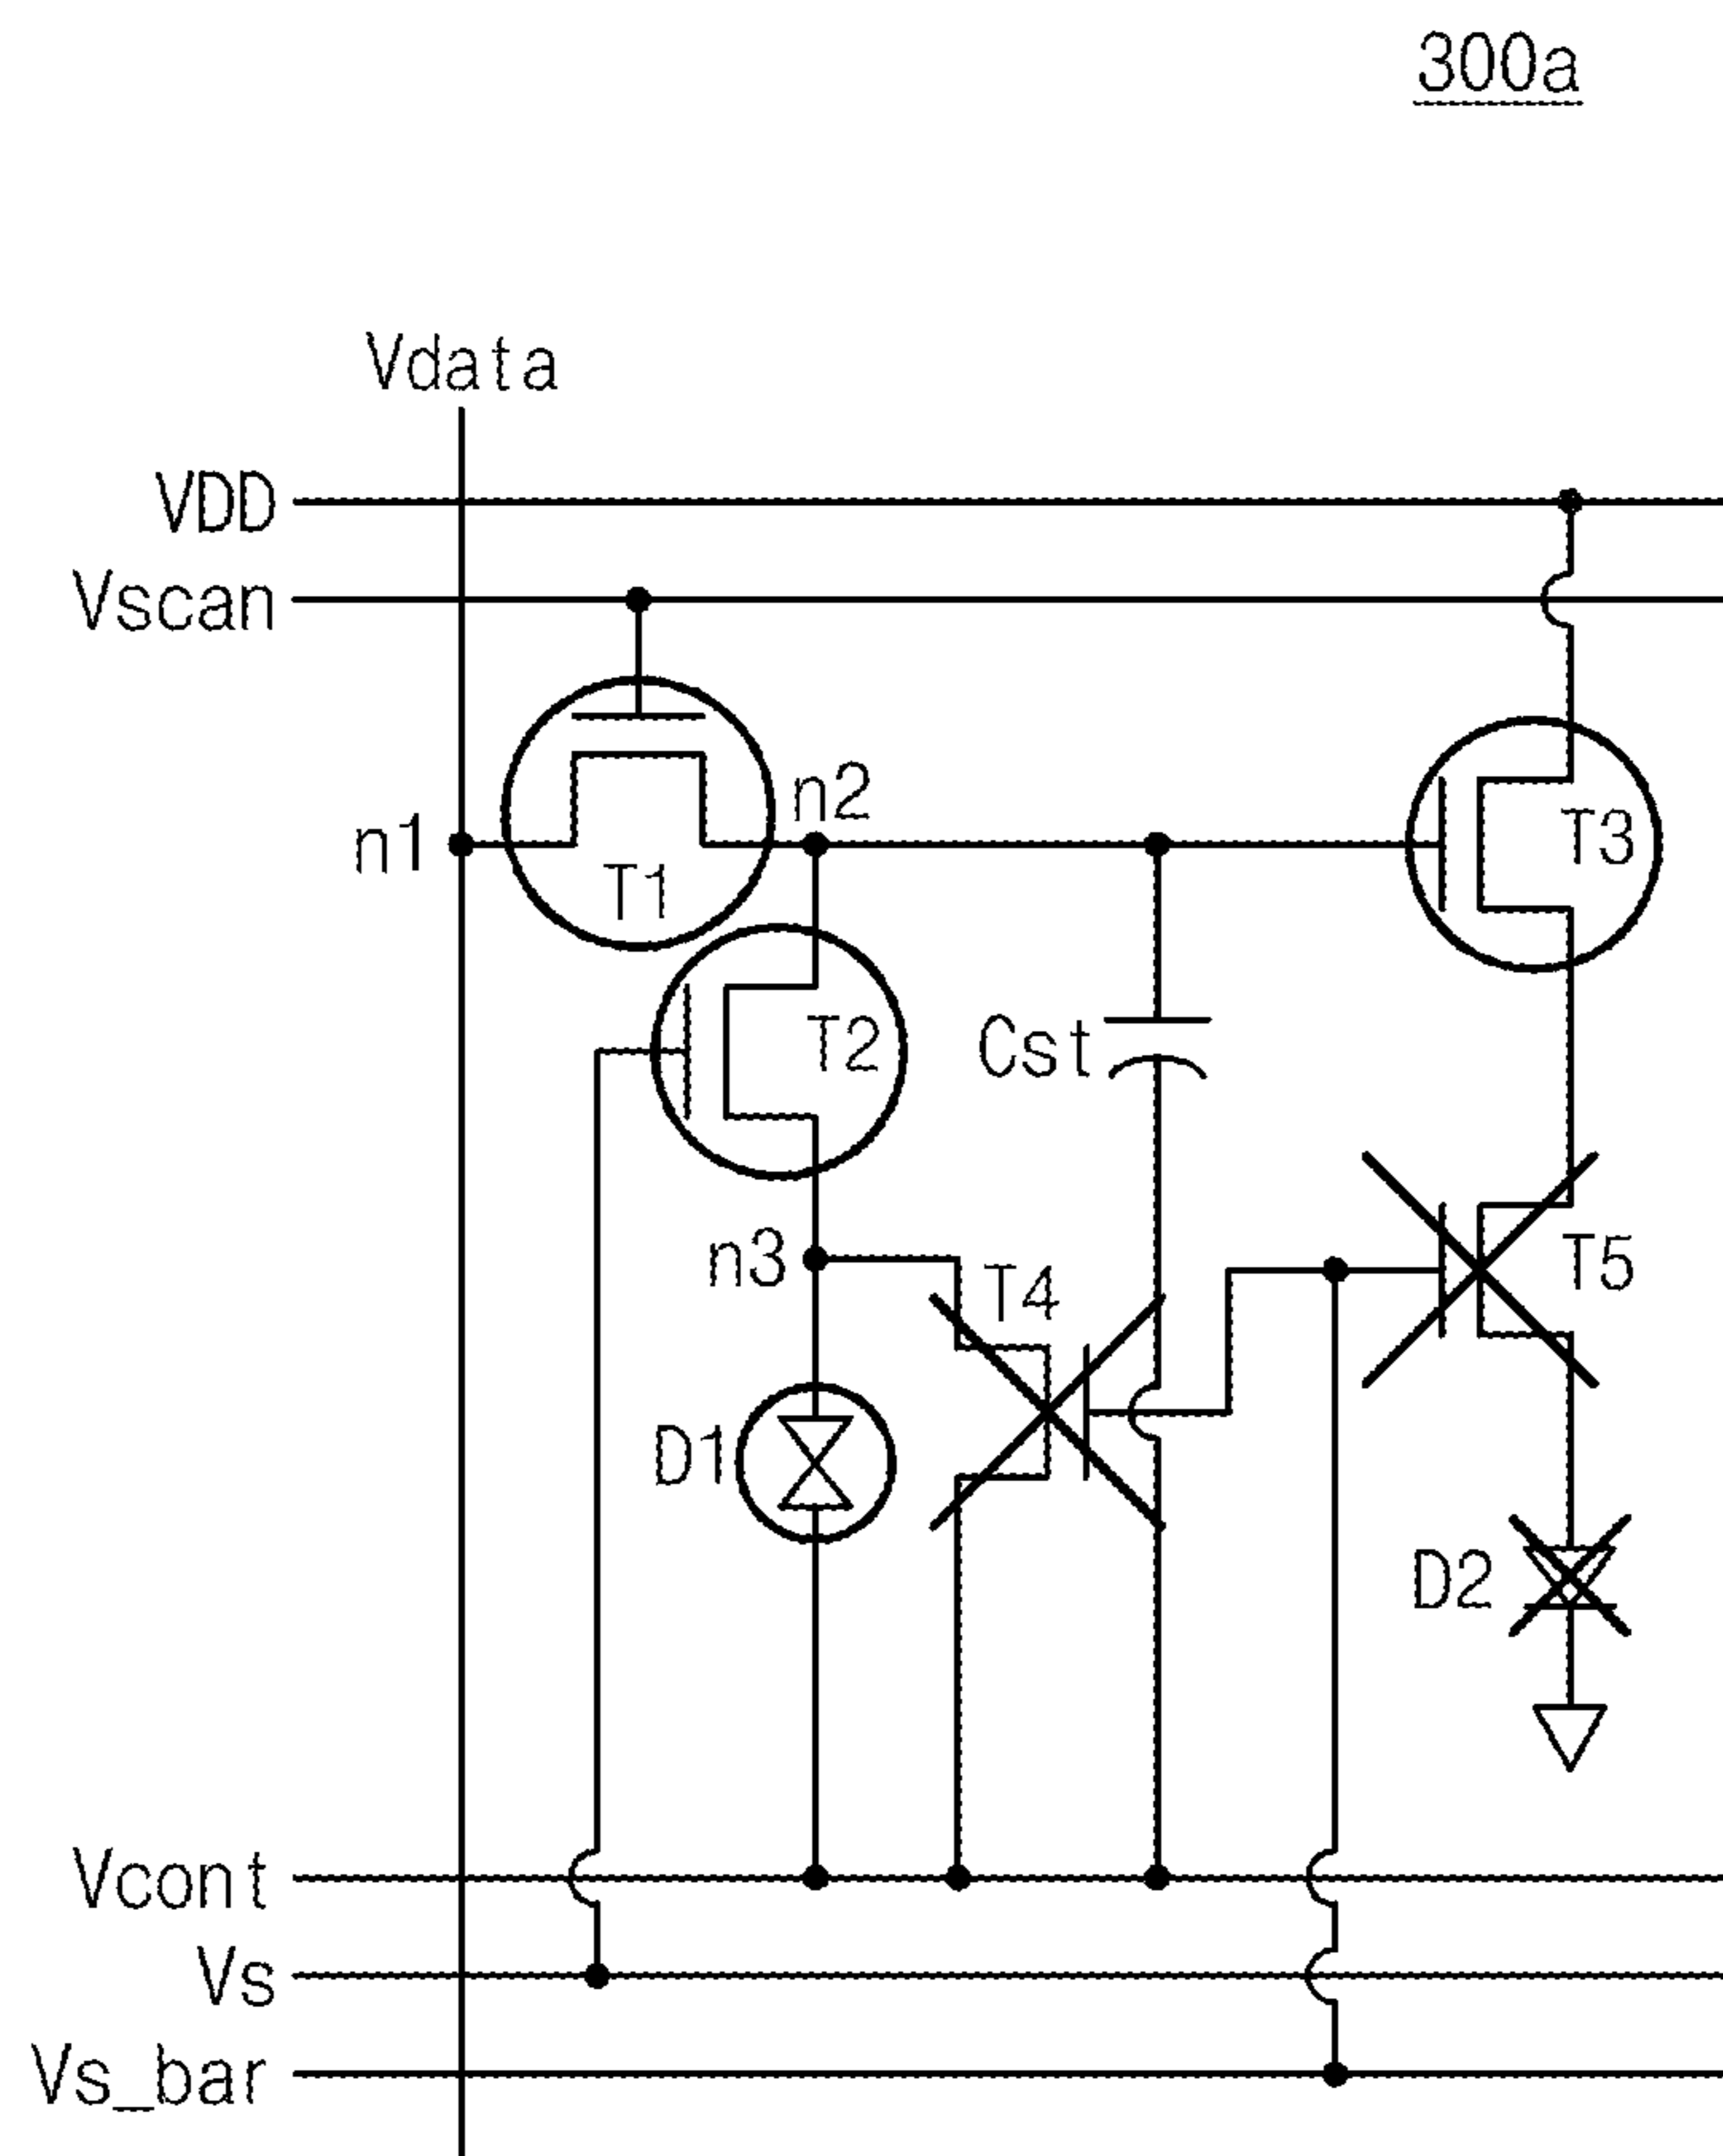 300a
Vdata
VDD
Vscan
n1
T1
n2
T3
T2
Cst
n3
T4
T5
D1
D2
Vcont
Vs
Vs_bar